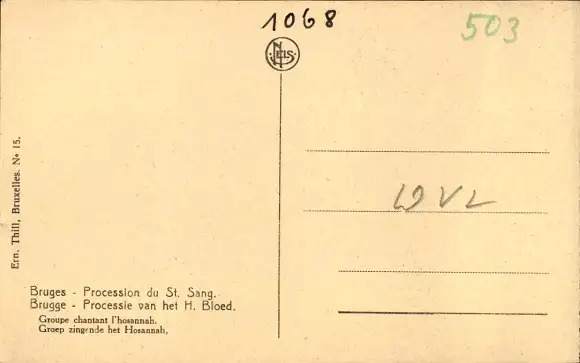 1068
503
NELS
Ern. Thill, Bruxelles. No 15.
WVL
Bruges - Procession du St. Sang.
Brugge - Processie van het H. Bloed.
Groupe chantant l'hosannah.
Groep zingende het Hosannah.